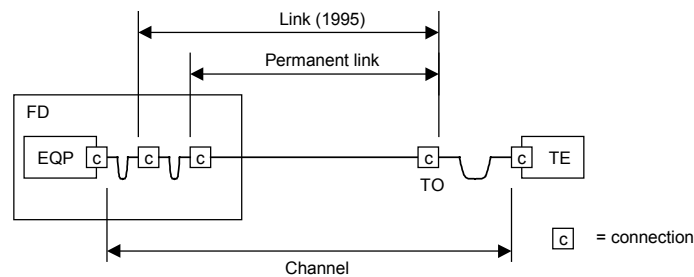 Link (1995)
Permanent link
FD
EQP c c c c c TE
TO
c = connection
Channel